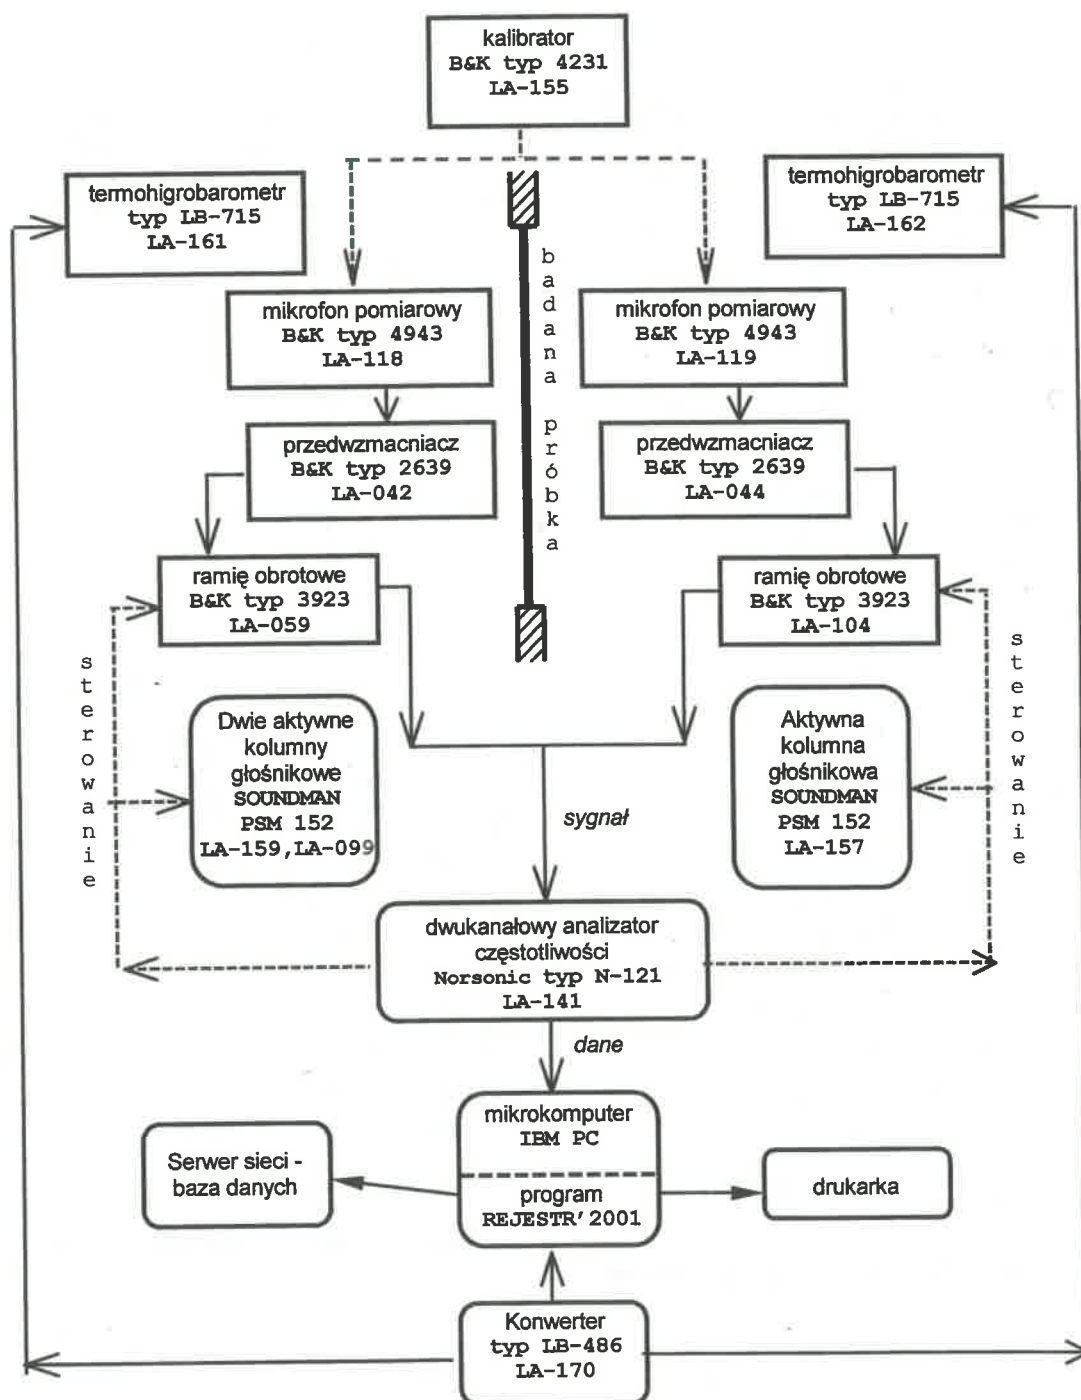 kalibrator
B&K typ 4231
LA-155
termohigrobarometr
typ LB-715
LA-161
termohigrobarometr
typ LB-715
LA-162
badana próbka
mikrofon pomiarowy
B&K typ 4943
LA-118
mikrofon pomiarowy
B&K typ 4943
LA-119
przedwzmacniacz
B&K typ 2639
LA-042
przedwzmacniacz
B&K typ 2639
LA-044
ramię obrotowe
B&K typ 3923
LA-059
ramię obrotowe
B&K typ 3923
LA-104
sterowanie
Dwie aktywne
kolumny
głośnikowe
SOUNDMAN
PSM 152
LA-159,LA-099
Aktywna
kolumna
głośnikowa
SOUNDMAN
PSM 152
LA-157
sterowanie
sygnał
dwukanałowy analizator
częstotliwości
Norsonic typ N-121
LA-141
dane
mikrokomputer
IBM PC
program
REJESTR'2001
Serwer sieci -
baza danych
drukarka
Konwerter
typ LB-486
LA-170